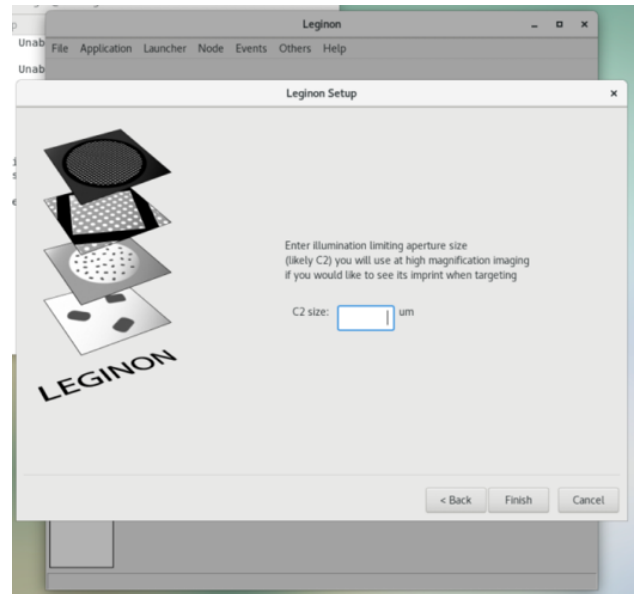 Leginon
Unab
File Application Launcher Node Events Others Help
Unab
Leginon Setup
Enter illumination limiting aperture size
(likely C2) you will use at high magnification imaging
if you would like to see its imprint when targeting
C2 size: um
LEGINON
< Back Finish Cancel